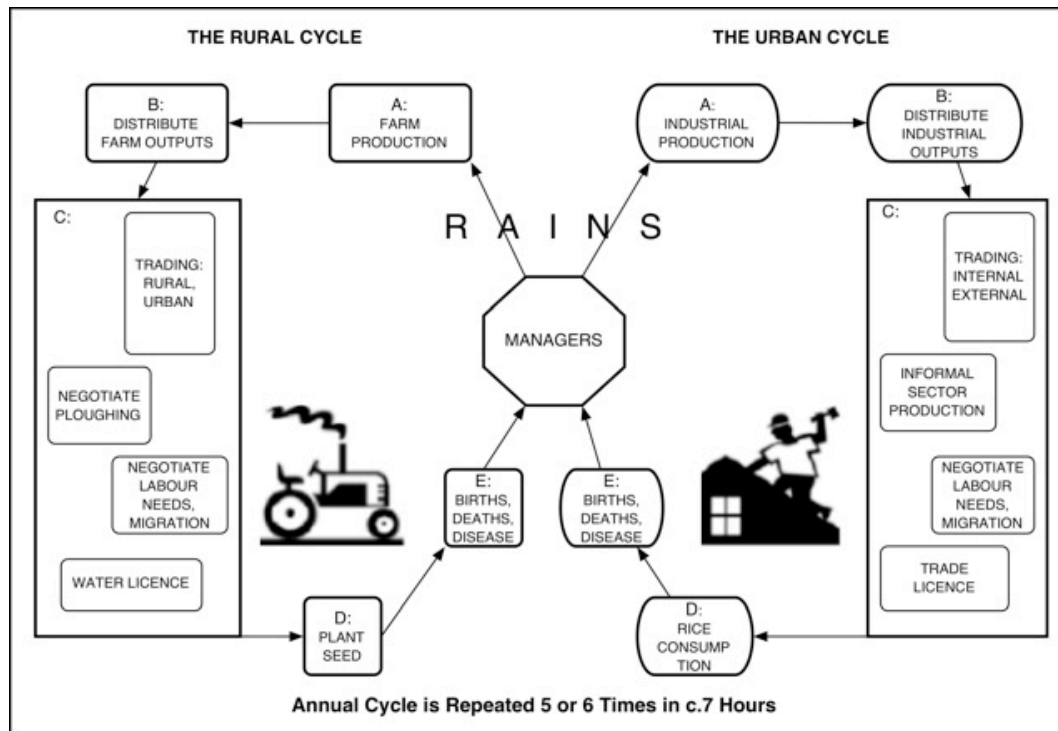 THE RURAL CYCLE
B:
DISTRIBUTE
FARM OUTPUTS
A:
FARM
PRODUCTION
C:
TRADING:
RURAL,
URBAN
NEGOTIATE
PLOUGHING
NEGOTIATE
LABOUR
NEEDS,
MIGRATION
WATER LICENCE
D:
PLANT
SEED
E:
BIRTHS,
DEATHS,
DISEASE
R A I N S
MANAGERS
THE URBAN CYCLE
A:
INDUSTRIAL
PRODUCTION
B:
DISTRIBUTE
INDUSTRIAL
OUTPUTS
C:
TRADING:
INTERNAL
EXTERNAL
INFORMAL
SECTOR
PRODUCTION
NEGOTIATE
LABOUR
NEEDS,
MIGRATION
TRADE
LICENCE
D:
RICE
CONSUMP
TION
E:
BIRTHS,
DEATHS,
DISEASE
Annual Cycle is Repeated 5 or 6 Times in c.7 Hours